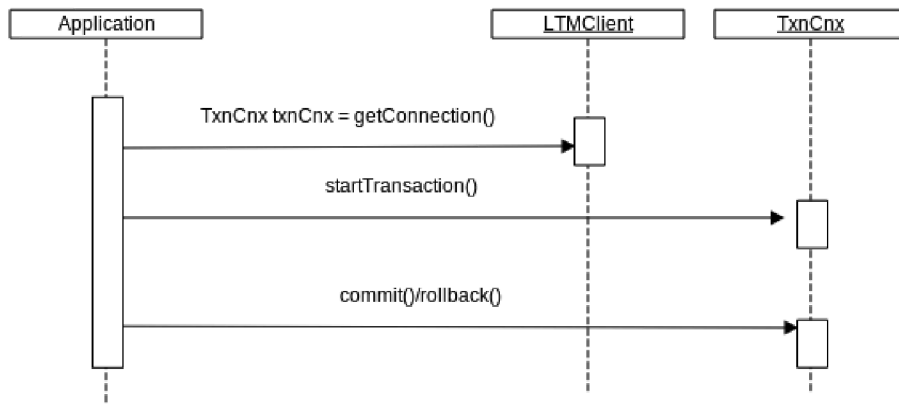 Application
LTMClient
TxnCnx
TxnCnx txnCnx = getConnection()
startTransaction()
commit()/rollback()